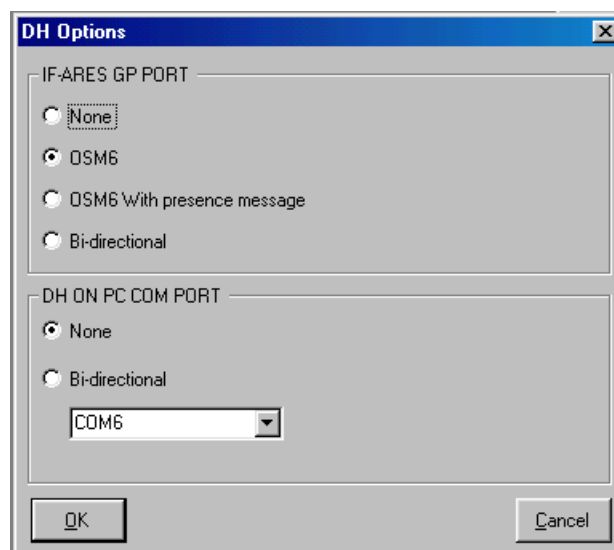 DH Options
IF-ARES GP PORT
None
OSM6
OSM6 With presence message
Bi-directional
DH ON PC COM PORT
None
Bi-directional
COM6
OK
Cancel